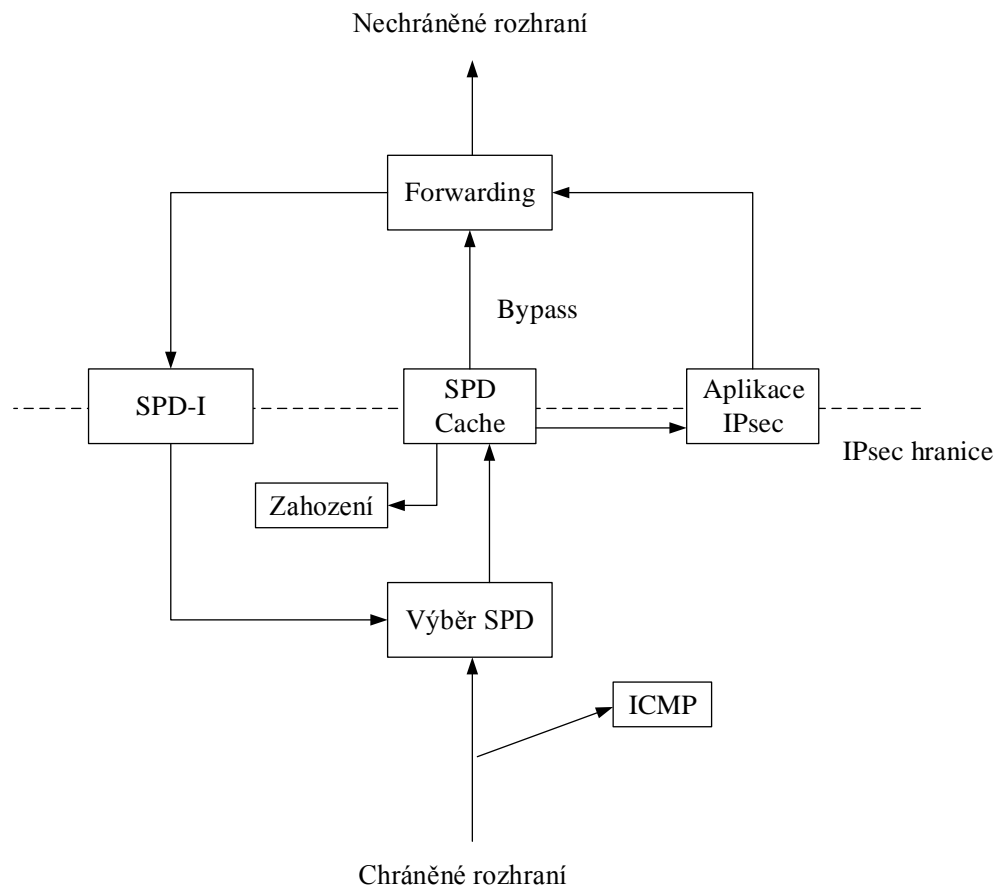 Nechráněné rozhraní
Forwarding
Bypass
SPD-I
SPD
Cache
Aplikace
IPsec
IPsec hranice
Zahození
Výběr SPD
ICMP
Chráněné rozhraní